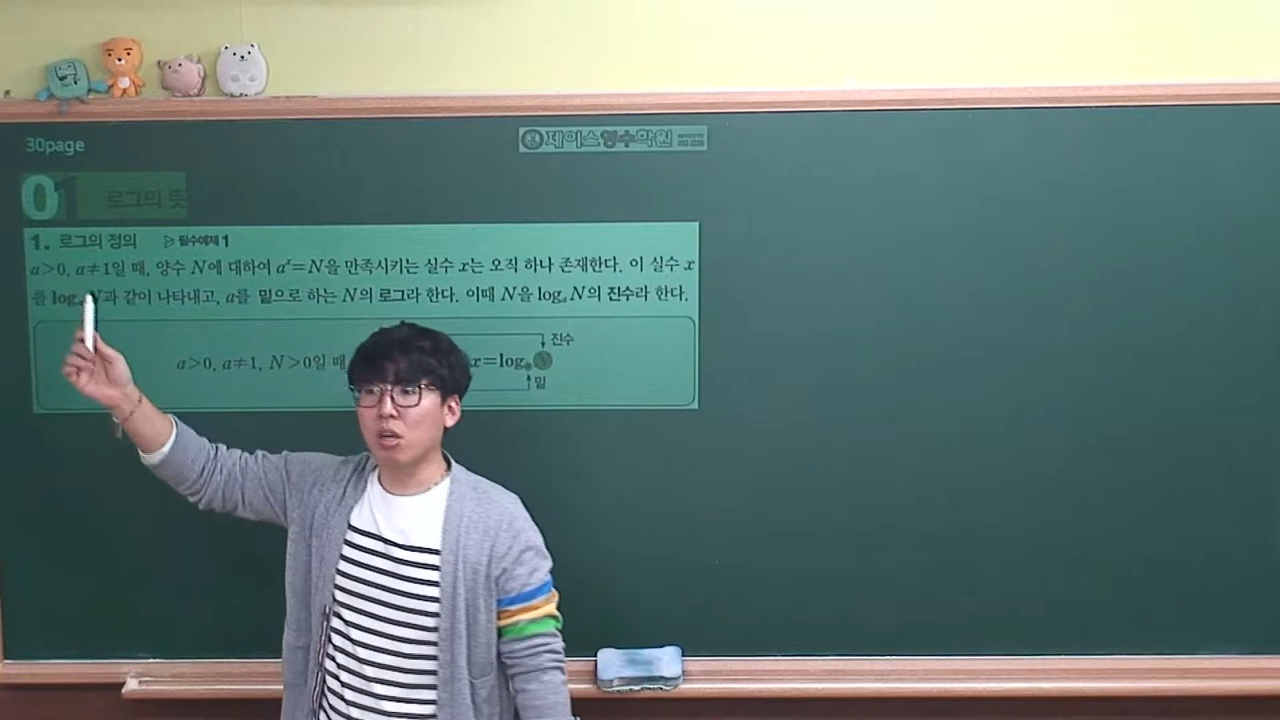 30page
제이스영수학원
01 로그의 뜻
1. 로그의 정의 ▷ 필수예제 1
a>0, a≠1일 때, 양수 N에 대하여 aˣ=N을 만족시키는 실수 x는 오직 하나 존재한다. 이 실수 x
를 logₐN과 같이 나타내고, a를 밑으로 하는 N의 로그라 한다. 이때 N을 logₐN의 진수라 한다.
진수
a>0, a≠1, N>0일 때 x=logₐN
밑